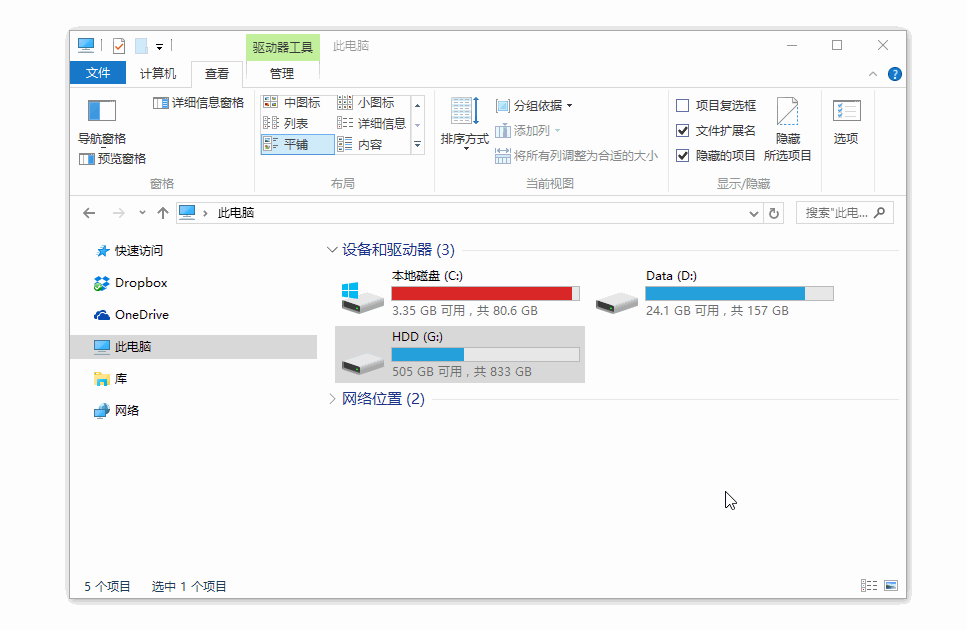 驱动器工具 此电脑
文件 计算机 查看 管理
导航窗格
预览窗格
详细信息窗格
窗格
中图标 小图标
列表 详细信息
平铺 内容
布局
排序方式
分组依据
添加列
将所有列调整为合适的大小
当前视图
项目复选框
文件扩展名
隐藏的项目
隐藏
所选项目
显示/隐藏
选项
此电脑
搜索"此电...
快速访问
Dropbox
OneDrive
此电脑
库
网络
设备和驱动器 (3)
本地磁盘 (C:)
3.35 GB 可用，共 80.6 GB
Data (D:)
24.1 GB 可用，共 157 GB
HDD (G:)
505 GB 可用，共 833 GB
网络位置 (2)
5 个项目 选中 1 个项目